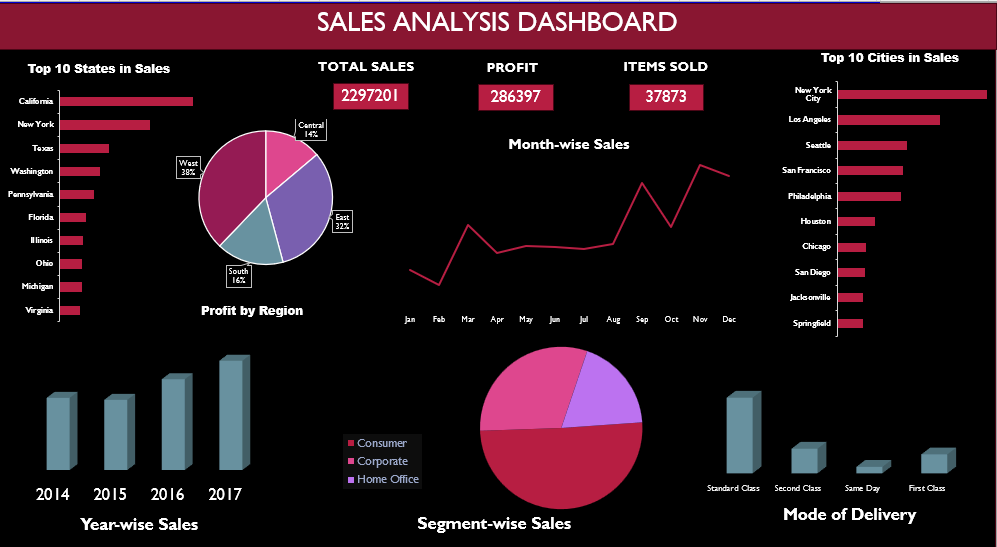 SALES ANALYSIS DASHBOARD
Top 10 States in Sales
California
New York
Texas
Washington
Pennsylvania
Florida
Illinois
Ohio
Michigan
Virginia
TOTAL SALES
2297201
PROFIT
286397
ITEMS SOLD
37873
Central
14%
West
38%
East
32%
South
16%
Profit by Region
Month-wise Sales
Jan Feb Mar Apr May Jun Jul Aug Sep Oct Nov Dec
Top 10 Cities in Sales
New York
City
Los Angeles
Seattle
San Francisco
Philadelphia
Houston
Chicago
San Diego
Jacksonville
Springfield
2014 2015 2016 2017
Year-wise Sales
Consumer
Corporate
Home Office
Segment-wise Sales
Standard Class Second Class Same Day First Class
Mode of Delivery